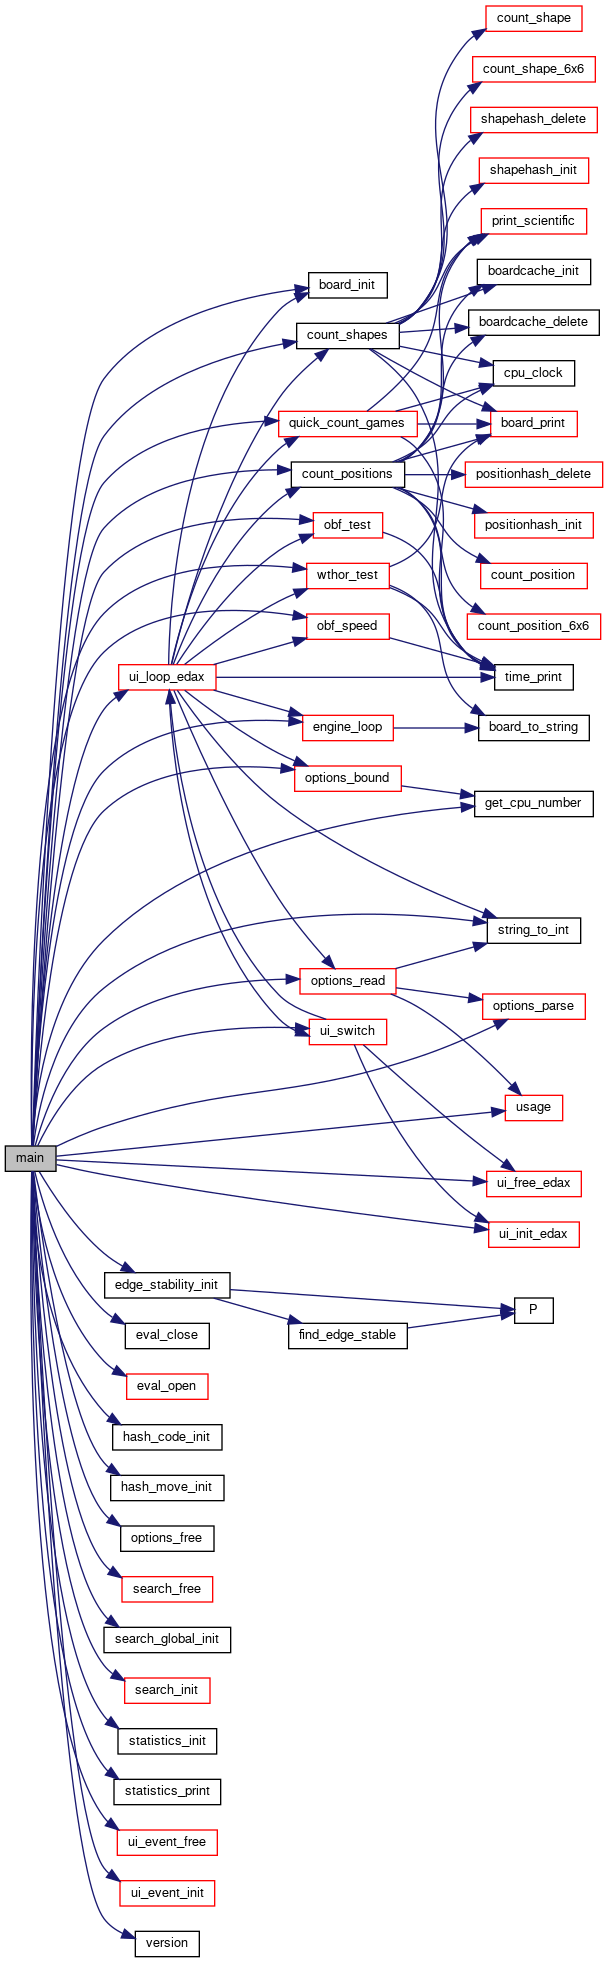 count_shape
count_shape_6x6
shapehash_delete
shapehash_init
print_scientific
boardcache_init
board_init
boardcache_delete
count_shapes
cpu_clock
quick_count_games
board_print
count_positions
positionhash_delete
obf_test
positionhash_init
wthor_test
count_position
obf_speed
count_position_6x6
ui_loop_edax
time_print
engine_loop
board_to_string
options_bound
get_cpu_number
string_to_int
options_read
options_parse
ui_switch
usage
main
ui_free_edax
ui_init_edax
edge_stability_init
P
eval_close
find_edge_stable
eval_open
hash_code_init
hash_move_init
options_free
search_free
search_global_init
search_init
statistics_init
statistics_print
ui_event_free
ui_event_init
version